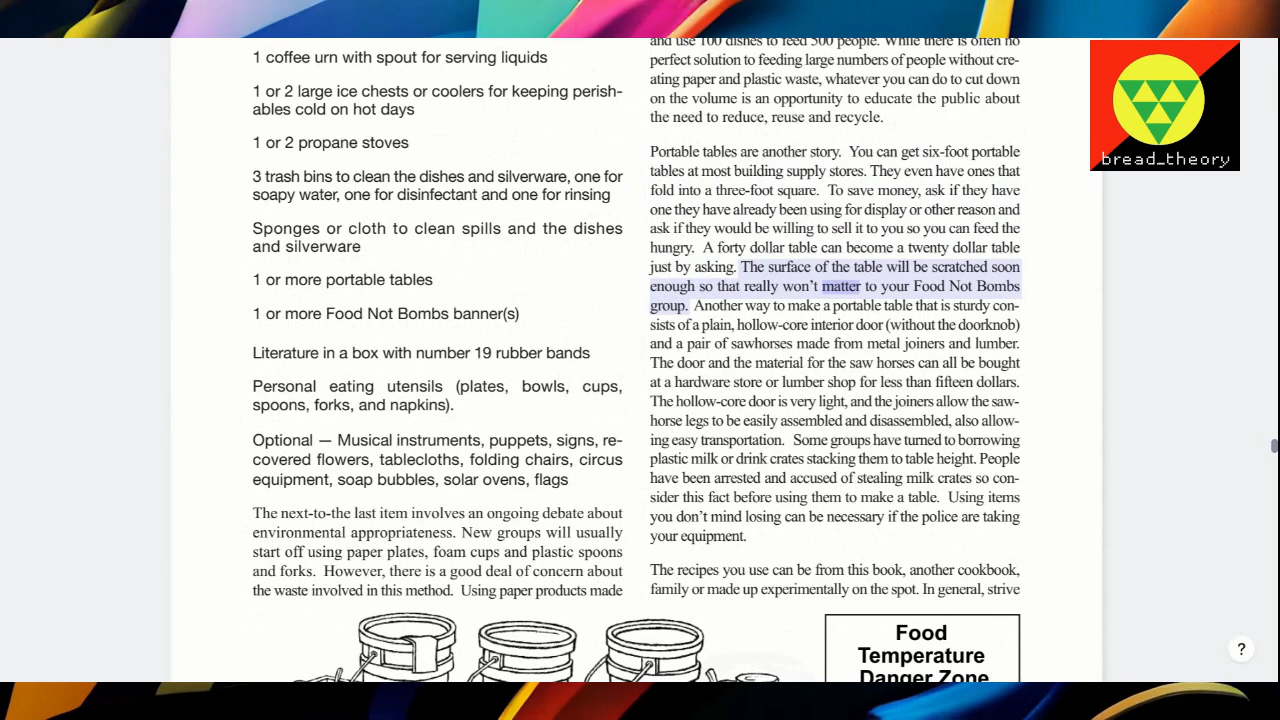 1 coffee urn with spout for serving liquids
1 or 2 large ice chests or coolers for keeping perish-
ables cold on hot days
1 or 2 propane stoves
3 trash bins to clean the dishes and silverware, one for
soapy water, one for disinfectant and one for rinsing
Sponges or cloth to clean spills and the dishes
and silverware
1 or more portable tables
1 or more Food Not Bombs banner(s)
Literature in a box with number 19 rubber bands
Personal eating utensils (plates, bowls, cups,
spoons, forks, and napkins).
Optional — Musical instruments, puppets, signs, re-
covered flowers, tablecloths, folding chairs, circus
equipment, soap bubbles, solar ovens, flags
The next-to-the last item involves an ongoing debate about
environmental appropriateness. New groups will usually
start off using paper plates, foam cups and plastic spoons
and forks. However, there is a good deal of concern about
the waste involved in this method. Using paper products made
and use 100 dishes to feed 500 people. While there is often no
perfect solution to feeding large numbers of people without cre-
ating paper and plastic waste, whatever you can do to cut down
on the volume is an opportunity to educate the public about
the need to reduce, reuse and recycle.
Portable tables are another story. You can get six-foot portable
tables at most building supply stores. They even have ones that
fold into a three-foot square. To save money, ask if they have
one they have already been using for display or other reason and
ask if they would be willing to sell it to you so you can feed the
hungry. A forty dollar table can become a twenty dollar table
just by asking. The surface of the table will be scratched soon
enough so that really won't matter to your Food Not Bombs
group. Another way to make a portable table that is sturdy con-
sists of a plain, hollow-core interior door (without the doorknob)
and a pair of sawhorses made from metal joiners and lumber.
The door and the material for the saw horses can all be bought
at a hardware store or lumber shop for less than fifteen dollars.
The hollow-core door is very light, and the joiners allow the saw-
horse legs to be easily assembled and disassembled, also allow-
ing easy transportation. Some groups have turned to borrowing
plastic milk or drink crates stacking them to table height. People
have been arrested and accused of stealing milk crates so con-
sider this fact before using them to make a table. Using items
you don't mind losing can be necessary if the police are taking
your equipment.
The recipes you use can be from this book, another cookbook,
family or made up experimentally on the spot. In general, strive
Food
Temperature
Danger Zone
bread_theory
?